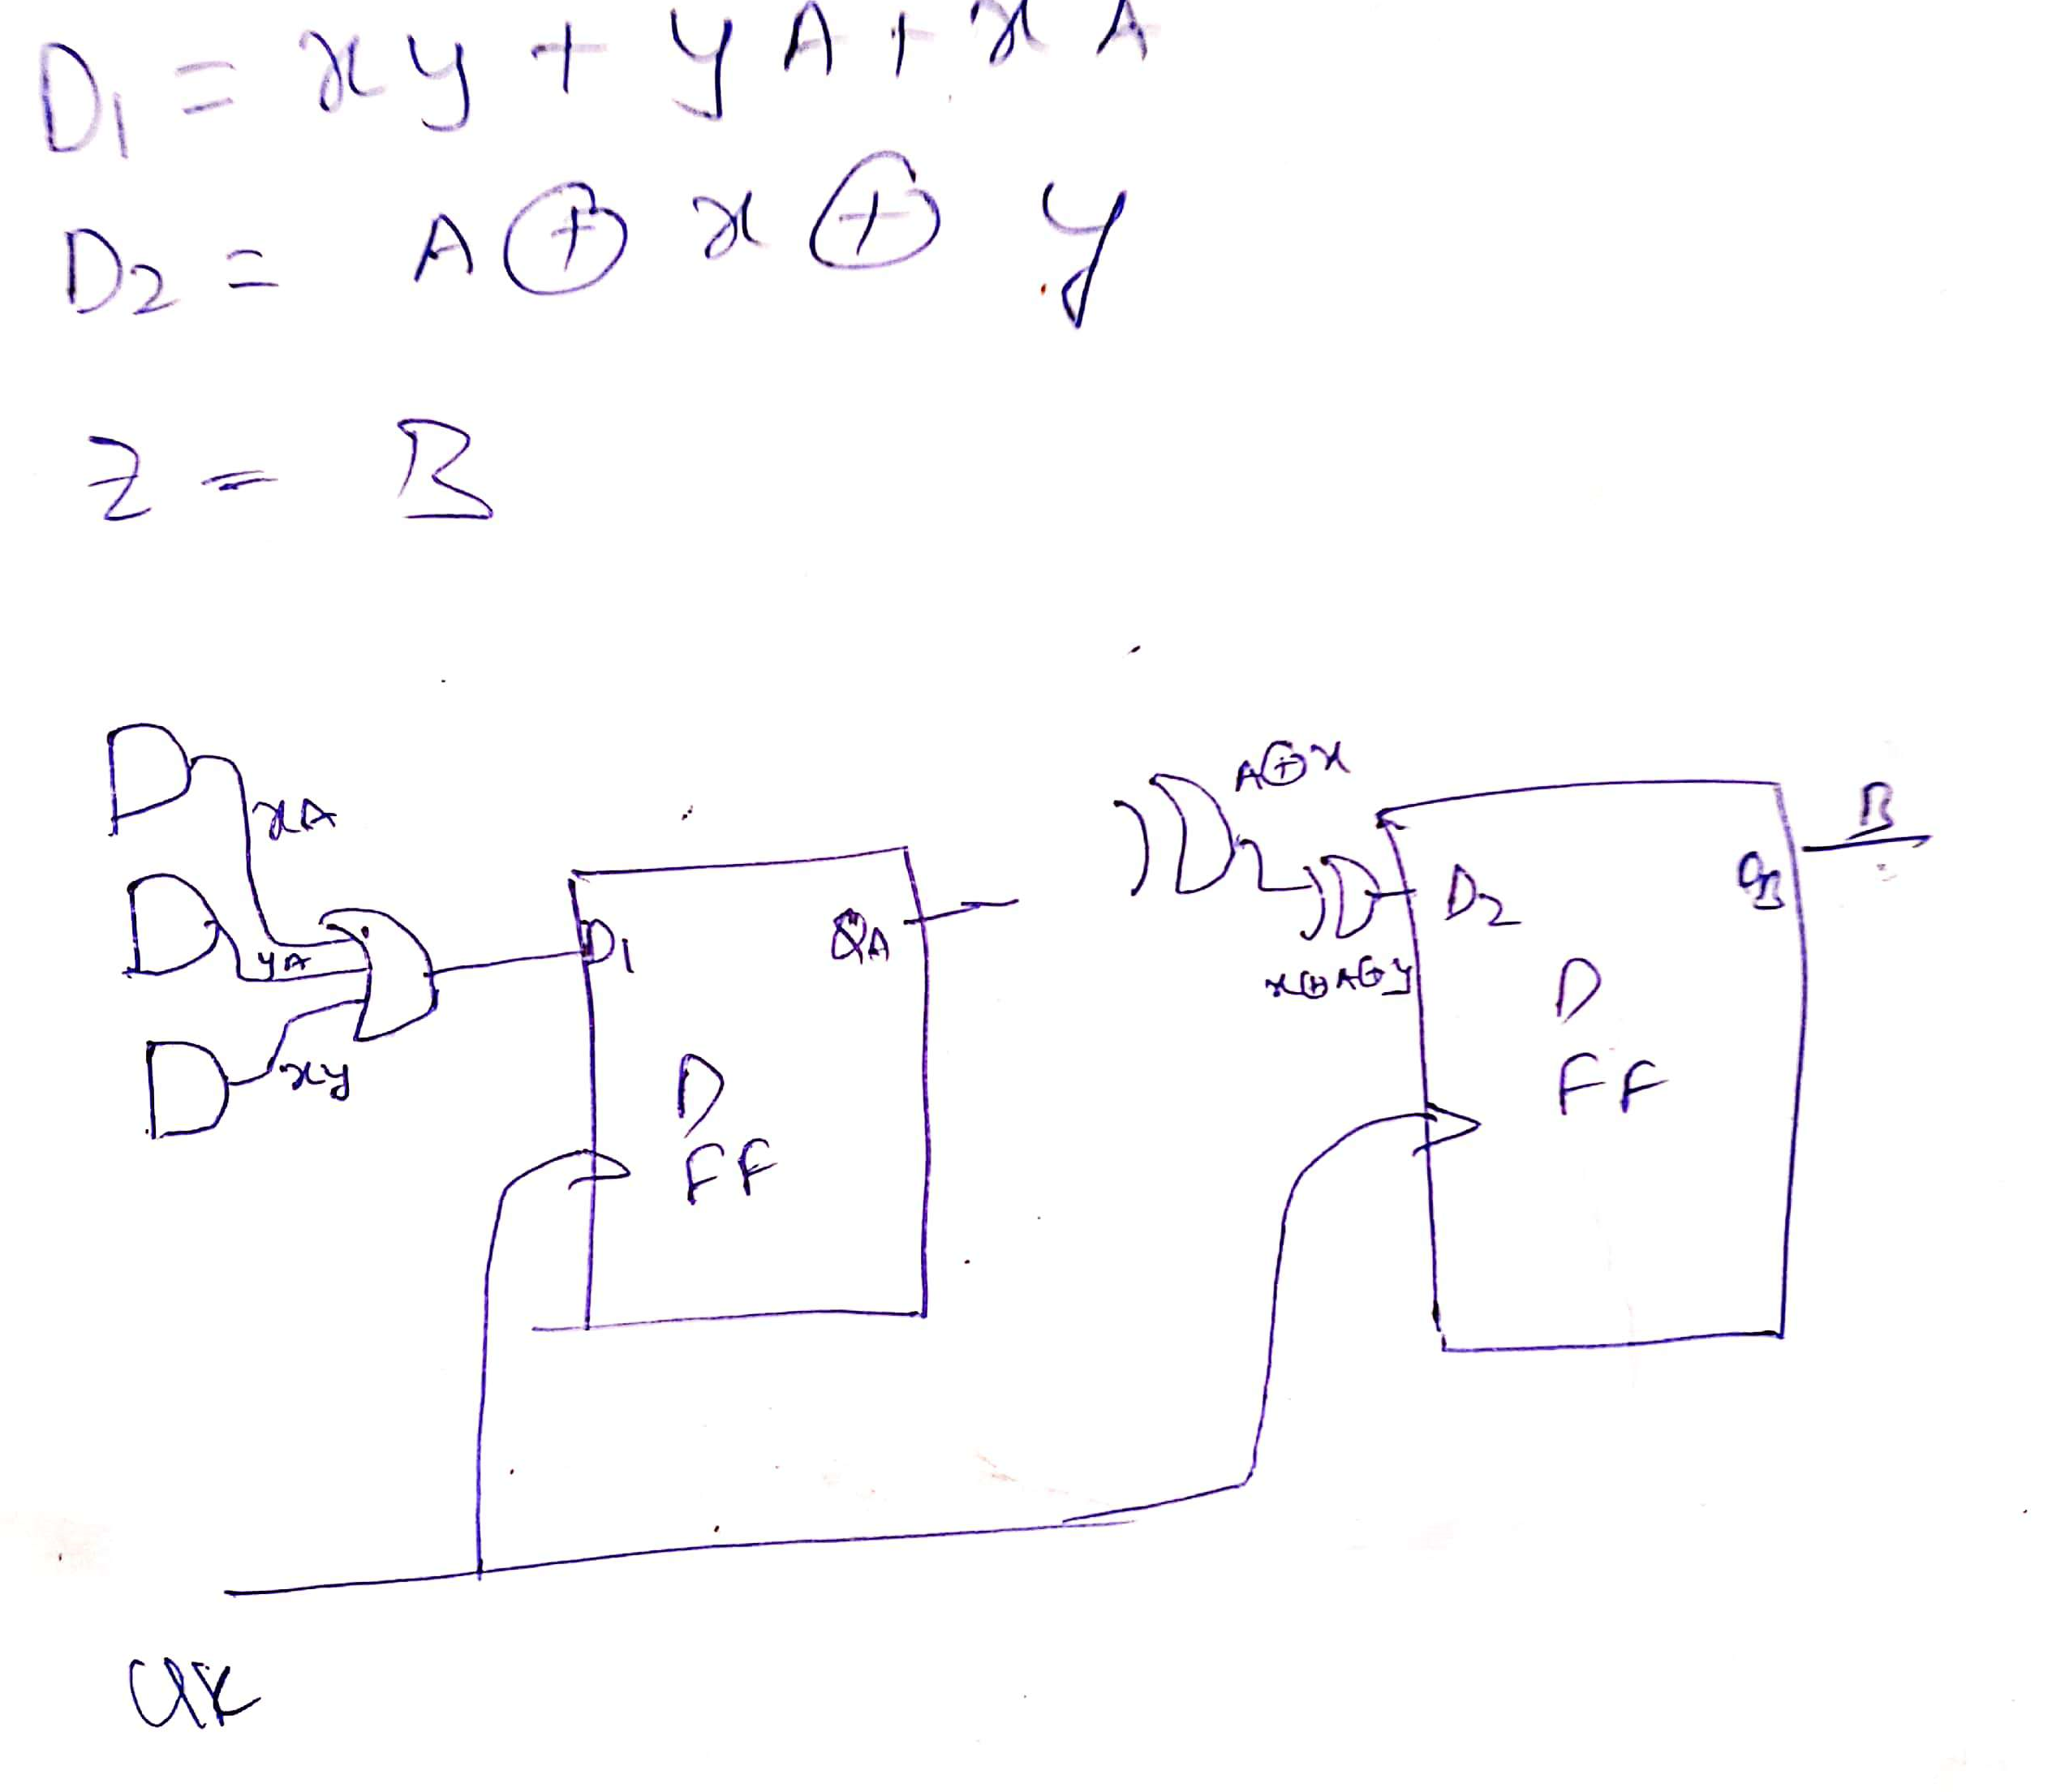 D1 = xy + yA + xA
D2 = A ⊕ x ⊕ y
z = B
A⊕x
xA
B
D1
QA
D2
QB
yA
x⊕A⊕y
xy
D
FF
D
FF
Clk